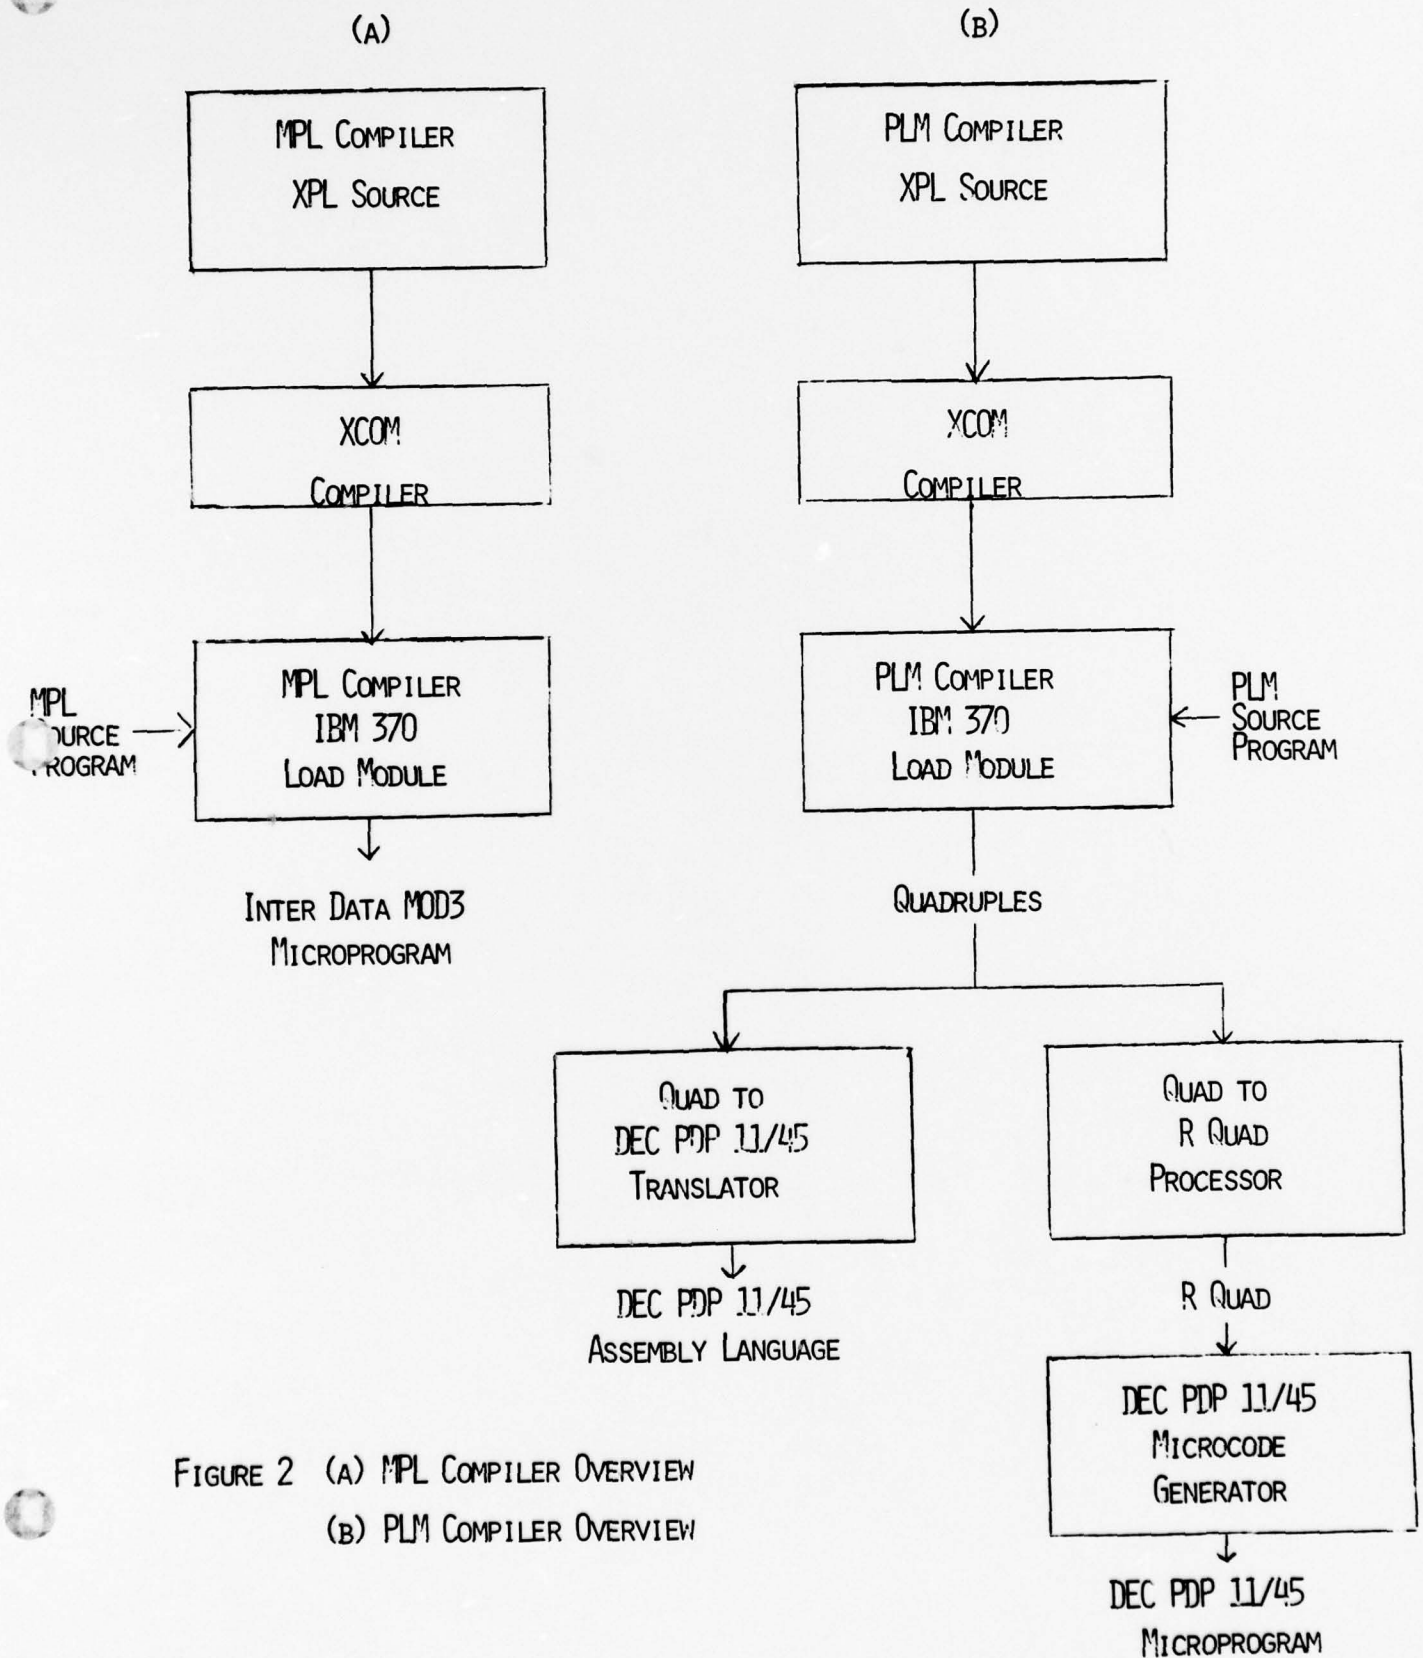 (A)
MPL COMPILER
XPL SOURCE
XCOM
COMPILER
MPL
SOURCE
PROGRAM
MPL COMPILER
IBM 370
LOAD MODULE
INTER DATA MOD3
MICROPROGRAM
(B)
PLM COMPILER
XPL SOURCE
XCOM
COMPILER
PLM COMPILER
IBM 370
LOAD MODULE
PLM
SOURCE
PROGRAM
QUADRUPLES
QUAD TO
DEC PDP 11/45
TRANSLATOR
DEC PDP 11/45
ASSEMBLY LANGUAGE
QUAD TO
R QUAD
PROCESSOR
R QUAD
DEC PDP 11/45
MICROCODE
GENERATOR
DEC PDP 11/45
MICROPROGRAM
FIGURE 2 (A) MPL COMPILER OVERVIEW
(B) PLM COMPILER OVERVIEW